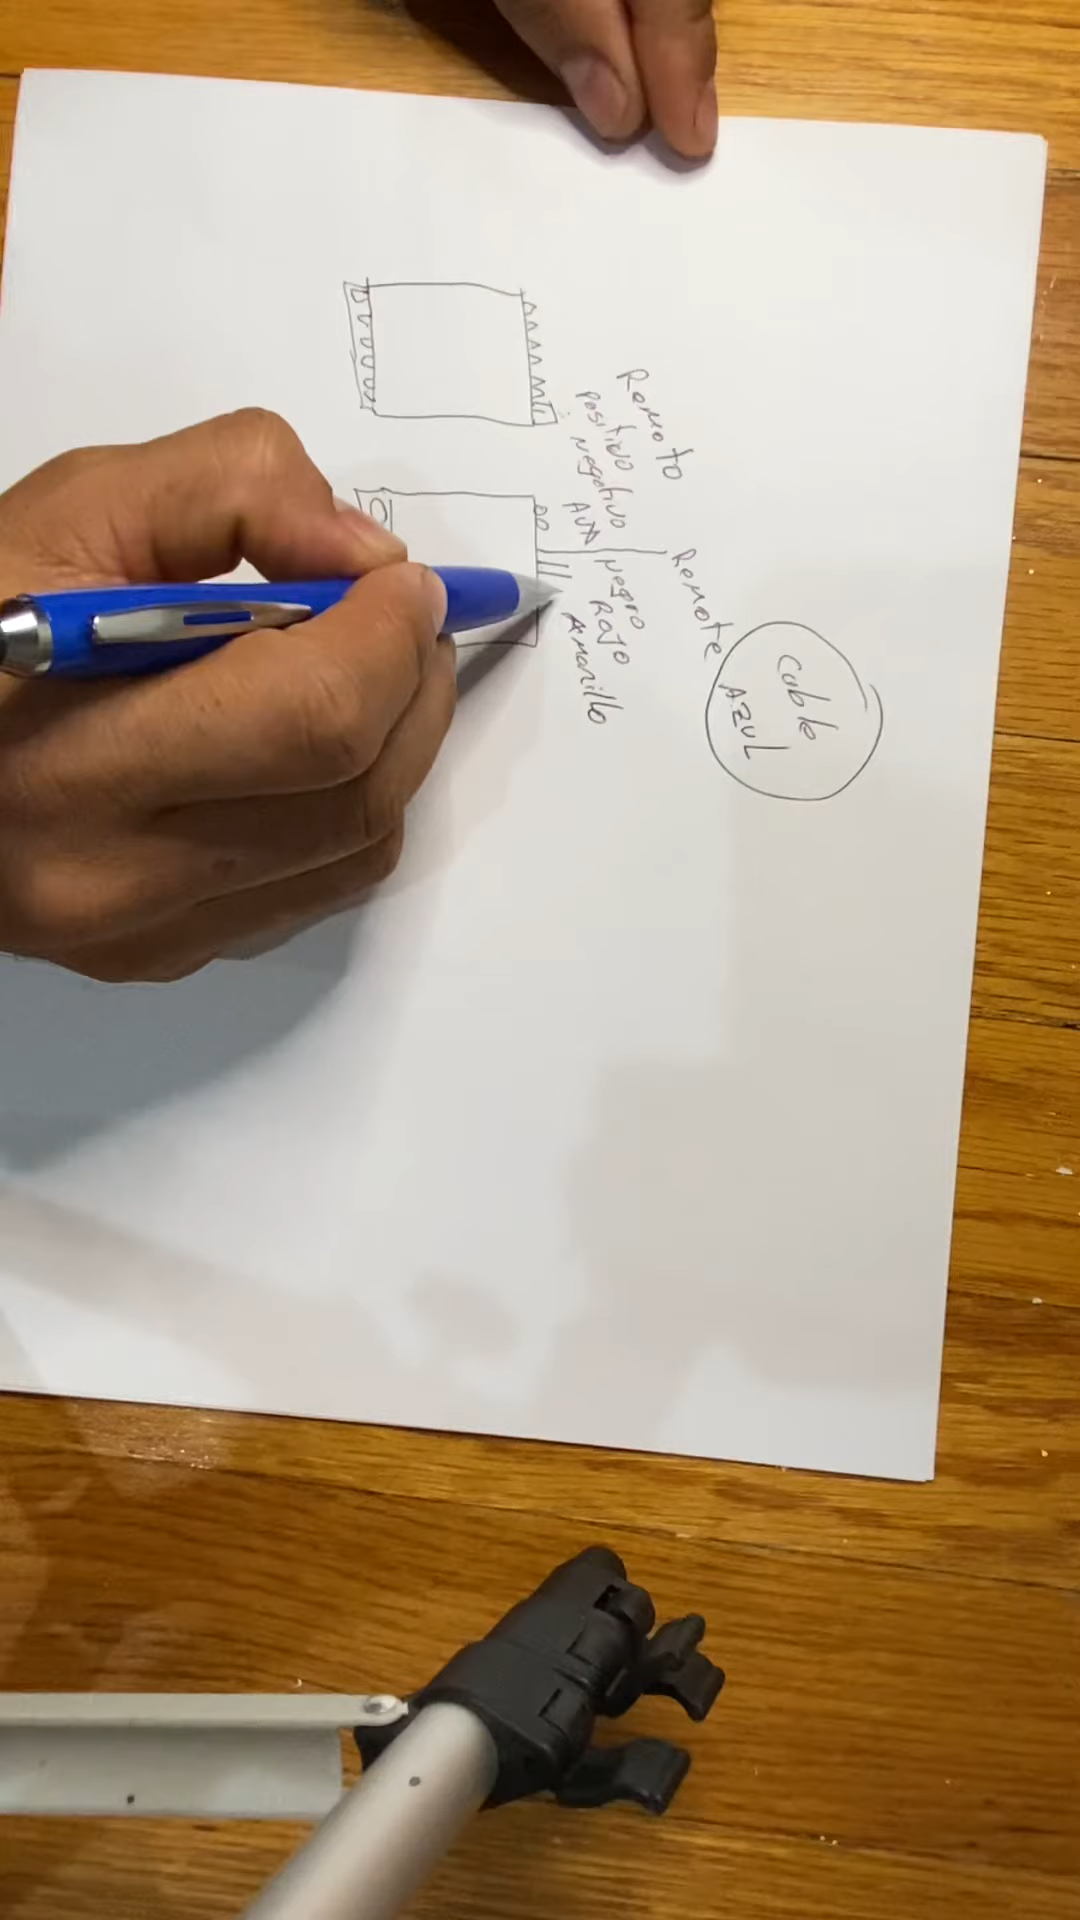 Remoto
positivo
negativo
AUX
Remote
negro
Rojo
Amarillo
Cable
AZUL